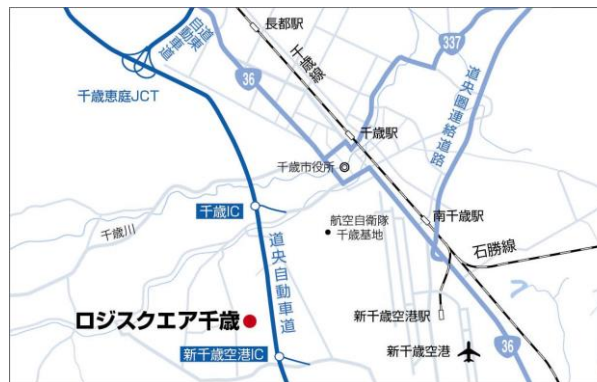 長都駅
道東
自動車道
千歳線
337
36
道央圏連絡道路
千歳恵庭JCT
千歳駅
千歳市役所
千歳IC
南千歳駅
航空自衛隊
千歳基地
千歳川
道央自動車道
石勝線
ロジスクエア千歳
新千歳空港駅
新千歳空港IC
新千歳空港
36